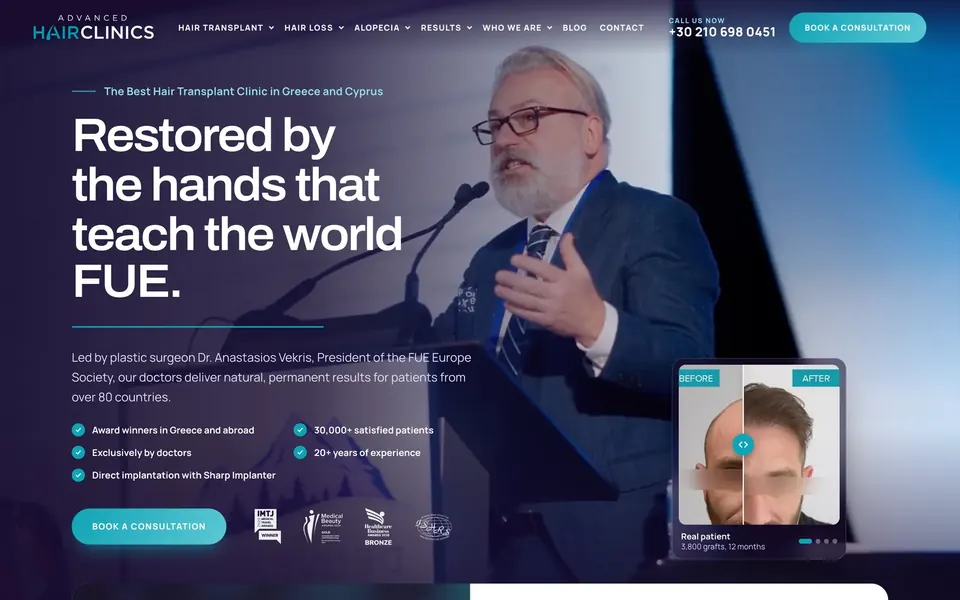 ADVANCED
HAIRCLINICS
HAIR TRANSPLANT
HAIR LOSS
ALOPECIA
RESULTS
WHO WE ARE
BLOG
CONTACT
CALL US NOW
+30 210 698 0451
BOOK A CONSULTATION
The Best Hair Transplant Clinic in Greece and Cyprus
Restored by
the hands that
teach the world
FUE.
Led by plastic surgeon Dr. Anastasios Vekris, President of the FUE Europe
Society, our doctors deliver natural, permanent results for patients from
over 80 countries.
Award winners in Greece and abroad
30,000+ satisfied patients
Exclusively by doctors
20+ years of experience
Direct implantation with Sharp Implanter
BOOK A CONSULTATION
IMTJ
MEDICAL
TRAVEL
AWARDS
WINNER
Medical
Beauty
Healthcare
Business
BRONZE
ISHRS
BEFORE
AFTER
Real patient
3,800 grafts, 12 months